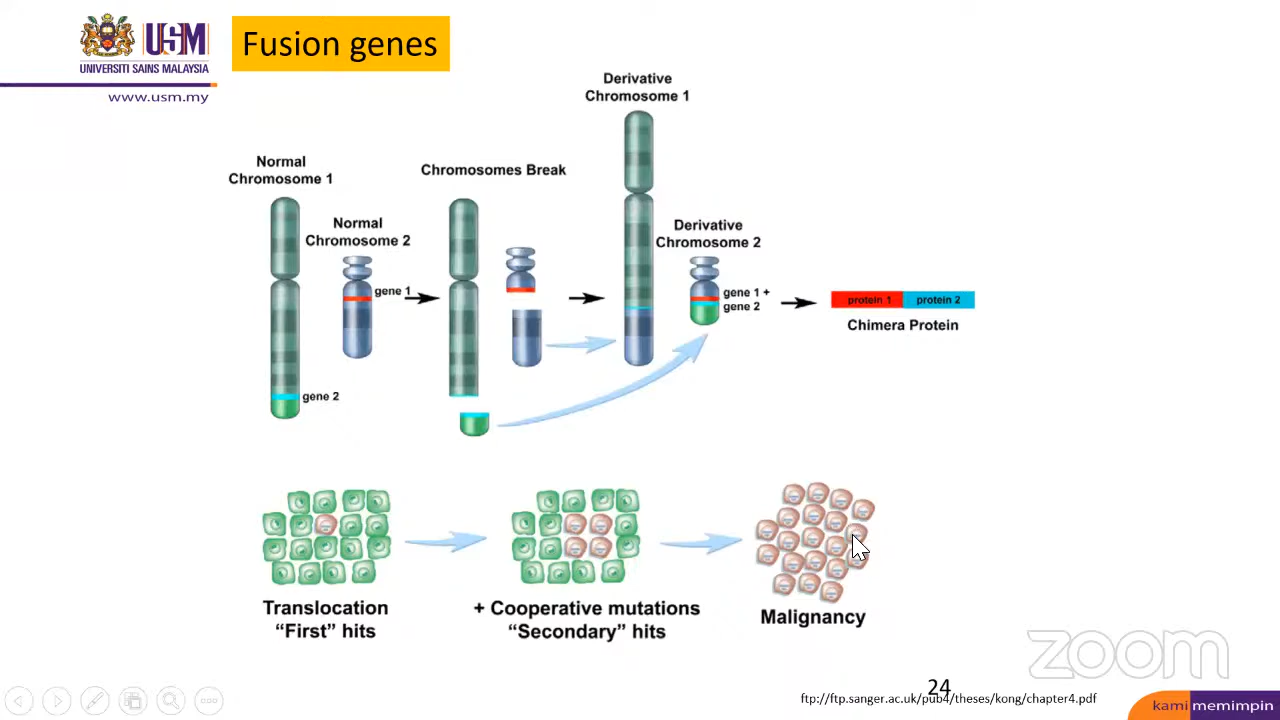 USM
UNIVERSITI SAINS MALAYSIA
www.usm.my
Fusion genes
Derivative
Chromosome 1
Normal
Chromosome 1
Chromosomes Break
Normal
Chromosome 2
Derivative
Chromosome 2
gene 1
gene 1 +
gene 2
protein 1
protein 2
Chimera Protein
gene 2
Translocation
"First" hits
+ Cooperative mutations
"Secondary" hits
Malignancy
zoom
24
ftp://ftp.sanger.ac.uk/pub4/theses/kong/chapter4.pdf
kami memimpin